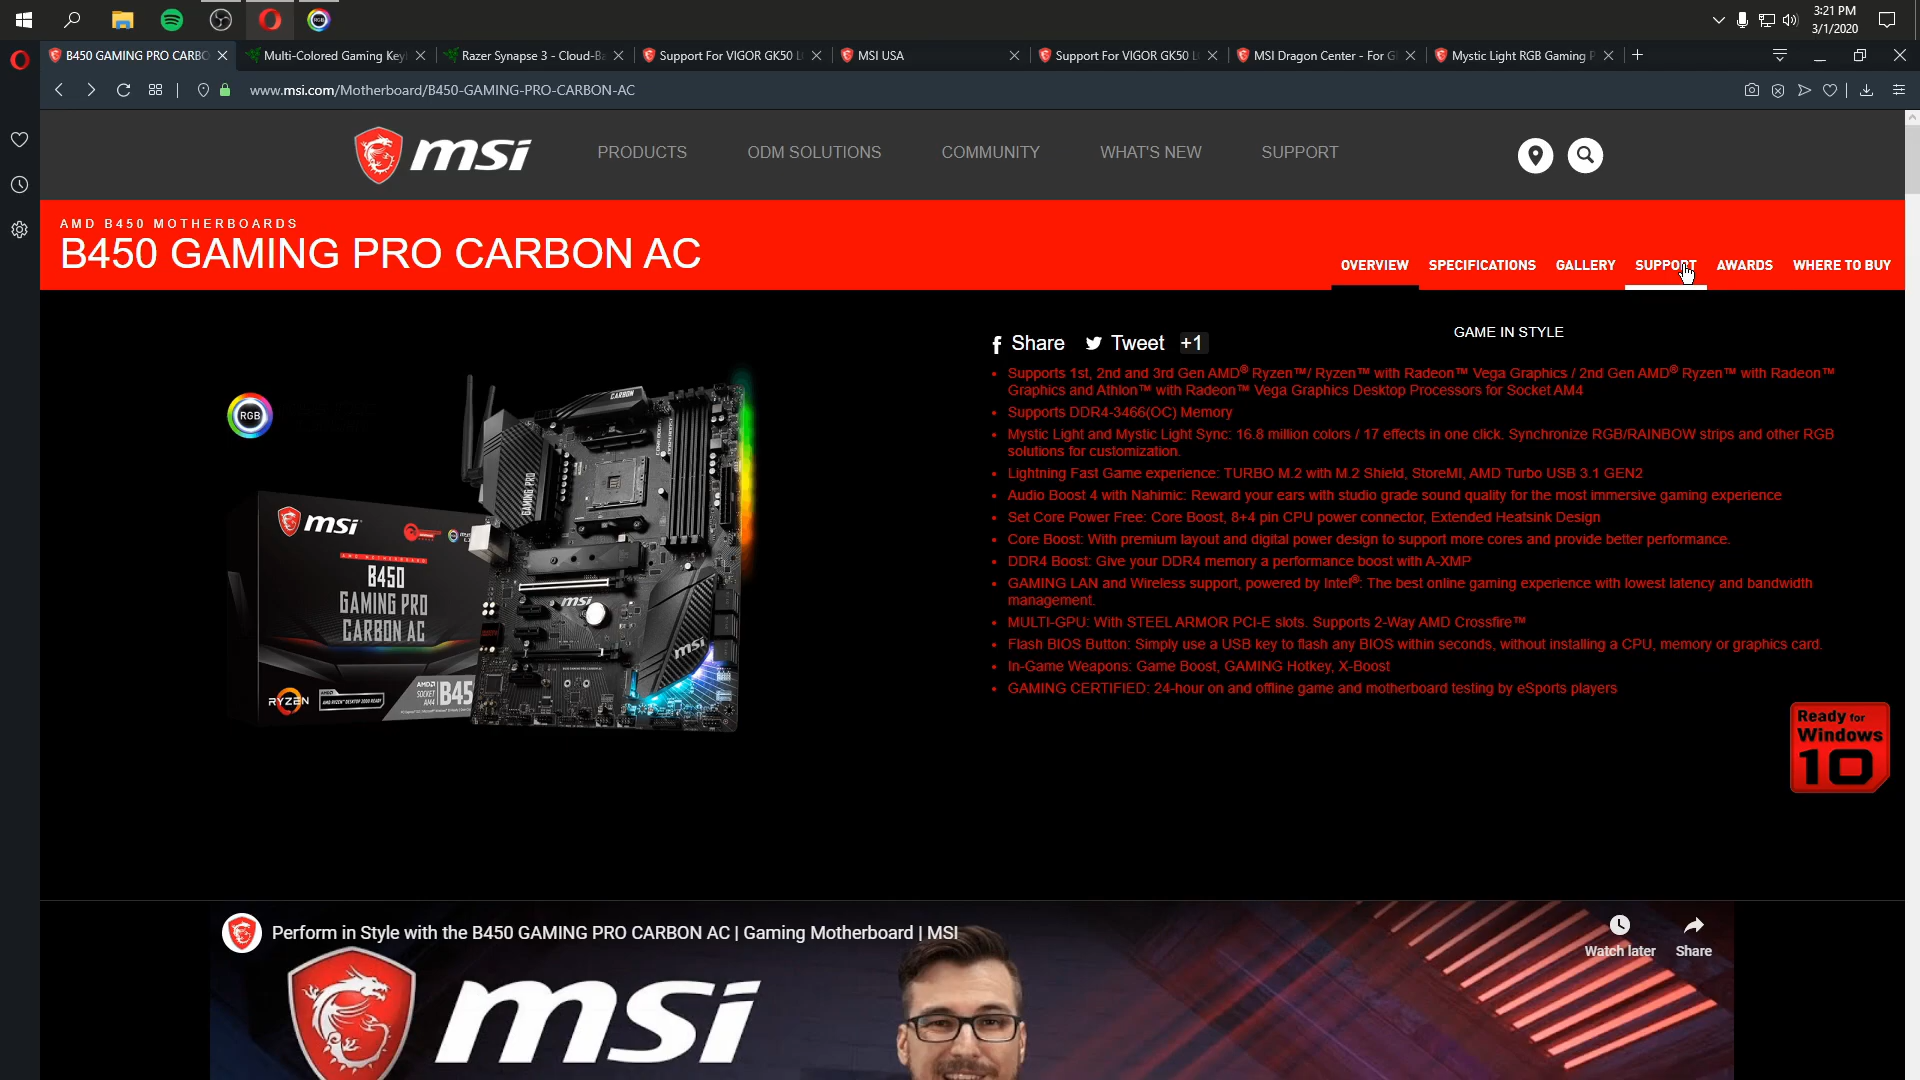 3:21 PM
3/1/2020
B450 GAMING PRO CARBO
Multi-Colored Gaming Key
Razer Synapse 3 - Cloud-Ba
Support For VIGOR GK50 L
MSI USA
Support For VIGOR GK50 L
MSI Dragon Center - For G
Mystic Light RGB Gaming P
www.msi.com/Motherboard/B450-GAMING-PRO-CARBON-AC
msi
PRODUCTS
ODM SOLUTIONS
COMMUNITY
WHAT'S NEW
SUPPORT
AMD B450 MOTHERBOARDS
B450 GAMING PRO CARBON AC
OVERVIEW
SPECIFICATIONS
GALLERY
SUPPORT
AWARDS
WHERE TO BUY
Share
Tweet
+1
GAME IN STYLE
Supports 1st, 2nd and 3rd Gen AMD® Ryzen™/ Ryzen™ with Radeon™ Vega Graphics / 2nd Gen AMD® Ryzen™ with Radeon™
Graphics and Athlon™ with Radeon™ Vega Graphics Desktop Processors for Socket AM4
Supports DDR4-3466(OC) Memory
Mystic Light and Mystic Light Sync: 16.8 million colors / 17 effects in one click. Synchronize RGB/RAINBOW strips and other RGB
solutions for customization.
Lightning Fast Game experience: TURBO M.2 with M.2 Shield, StoreMI, AMD Turbo USB 3.1 GEN2
Audio Boost 4 with Nahimic: Reward your ears with studio grade sound quality for the most immersive gaming experience
Set Core Power Free: Core Boost, 8+4 pin CPU power connector, Extended Heatsink Design
Core Boost: With premium layout and digital power design to support more cores and provide better performance.
DDR4 Boost: Give your DDR4 memory a performance boost with A-XMP
GAMING LAN and Wireless support, powered by Intel®: The best online gaming experience with lowest latency and bandwidth
management.
MULTI-GPU: With STEEL ARMOR PCI-E slots. Supports 2-Way AMD Crossfire™
Flash BIOS Button: Simply use a USB key to flash any BIOS within seconds, without installing a CPU, memory or graphics card.
In-Game Weapons: Game Boost, GAMING Hotkey, X-Boost
GAMING CERTIFIED: 24-hour on and offline game and motherboard testing by eSports players
RGB
CARBON
GAMING PRO
msi
msi
msi
AMD MOTHERBOARD
B450
GAMING PRO
CARBON AC
RYZEN
AMD RYZEN™ DESKTOP 3000 READY
AMD
SOCKET
AM4
B45
Ready for
Windows
10
Perform in Style with the B450 GAMING PRO CARBON AC | Gaming Motherboard | MSI
Watch later
Share
msi